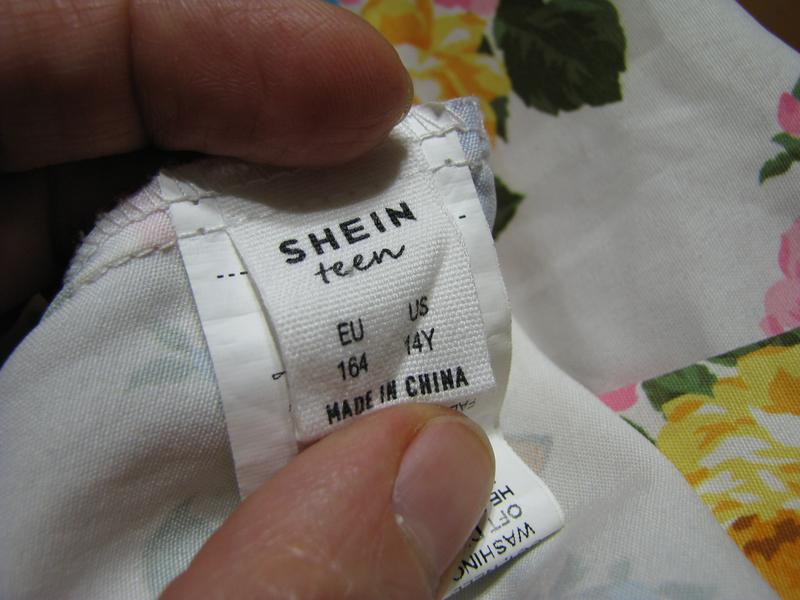 SHEIN
teen
EU US
164 14Y
MADE IN CHINA
WASHING